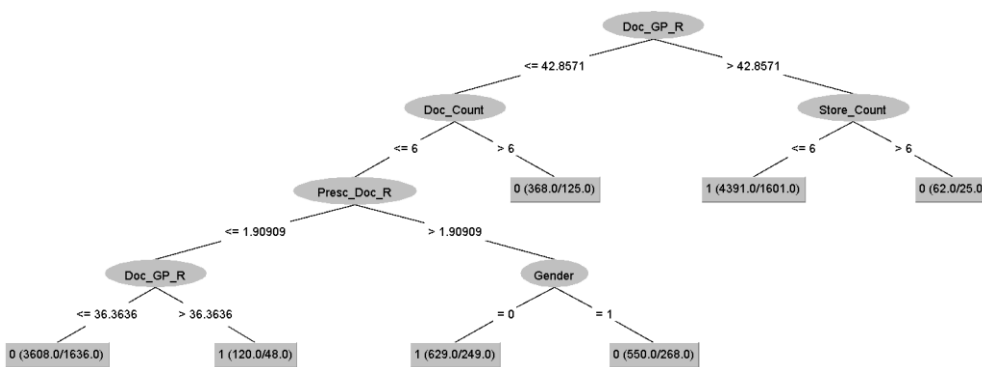 Doc_GP_R
<= 42.8571 > 42.8571
Doc_Count Store_Count
<= 6 > 6 <= 6 > 6
Presc_Doc_R 0 (368.0/125.0) 1 (4391.0/1601.0) 0 (62.0/25.0
<= 1.90909 > 1.90909
Doc_GP_R Gender
<= 36.3636 > 36.3636 = 0 = 1
0 (3608.0/1636.0) 1 (120.0/48.0) 1 (629.0/249.0) 0 (550.0/268.0)